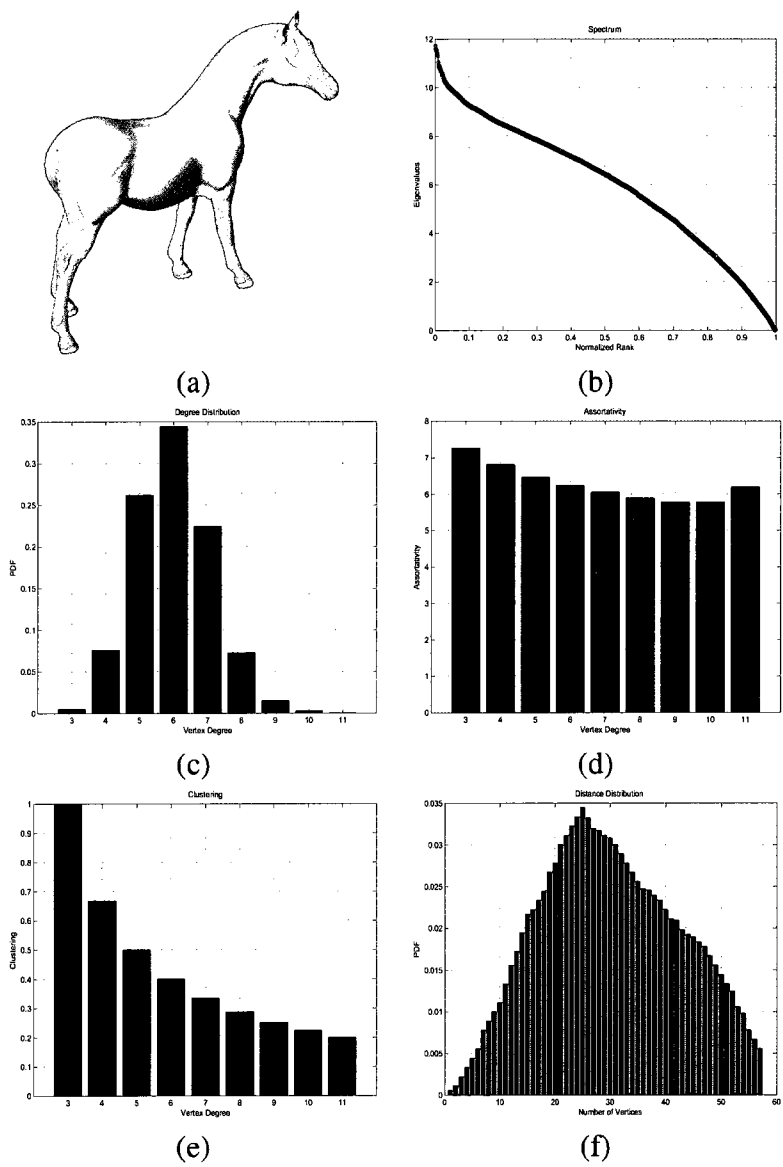 (a)
Spectrum
Eigenvalues
12
10
8
6
4
2
0
0 0.1 0.2 0.3 0.4 0.5 0.6 0.7 0.8 0.9 1
Normalized Rank
(b)
Degree Distribution
PDF
0.35
0.3
0.25
0.2
0.15
0.1
0.05
0
3 4 5 6 7 8 9 10 11
Vertex Degree
(c)
Assortativity
Assortativity
8
7
6
5
4
3
2
1
0
3 4 5 6 7 8 9 10 11
Vertex Degree
(d)
Clustering
Clustering
1
0.9
0.8
0.7
0.6
0.5
0.4
0.3
0.2
0.1
0
3 4 5 6 7 8 9 10 11
Vertex Degree
(e)
Distance Distribution
PDF
0.035
0.03
0.025
0.02
0.015
0.01
0.005
0
0 10 20 30 40 50 60
Number of Vertices
(f)